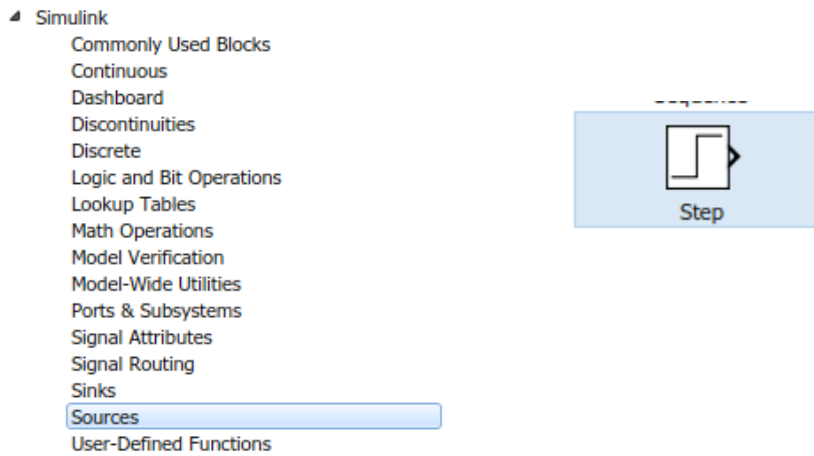 Simulink
Commonly Used Blocks
Continuous
Dashboard
Discontinuities
Discrete
Logic and Bit Operations
Lookup Tables
Math Operations
Model Verification
Model-Wide Utilities
Ports & Subsystems
Signal Attributes
Signal Routing
Sinks
Sources
User-Defined Functions
Step